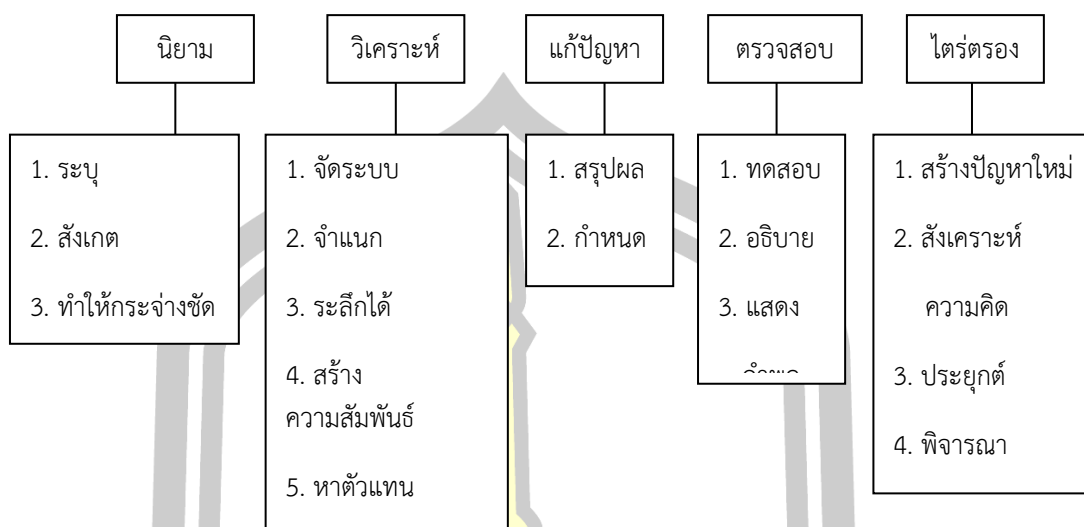 นิยาม
1. ระบุ
2. สังเกต
3. ทำให้กระจ่างชัด
วิเคราะห์
1. จัดระบบ
2. จำแนก
3. ระลึกได้
4. สร้าง
ความสัมพันธ์
5. หาตัวแทน
แก้ปัญหา
1. สรุปผล
2. กำหนด
ตรวจสอบ
1. ทดสอบ
2. อธิบาย
3. แสดง
ไตร่ตรอง
1. สร้างปัญหาใหม่
2. สังเคราะห์
ความคิด
3. ประยุกต์
4. พิจารณา